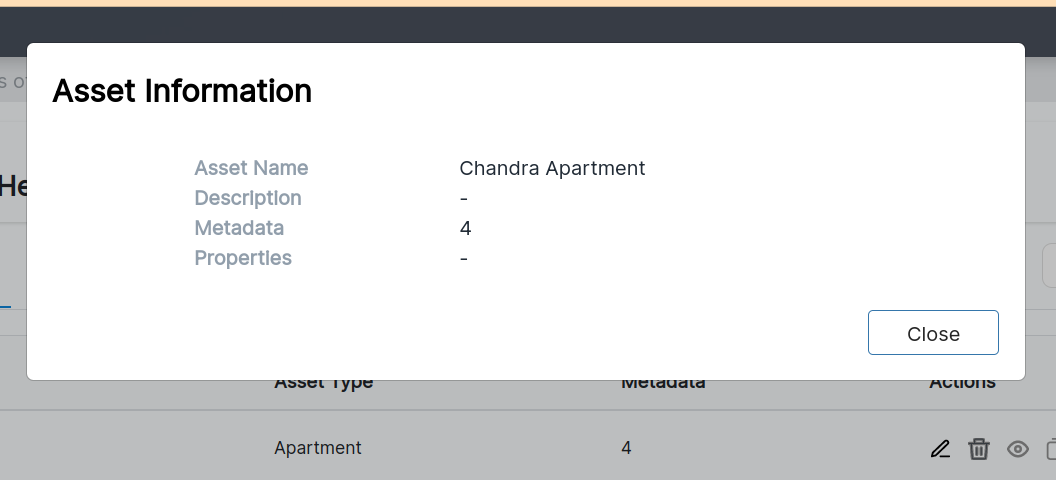 s o
Asset Information
Asset Name Chandra Apartment
He
Description -
Metadata 4
Properties -
Close
Asset Type Metadata Actions
Apartment 4